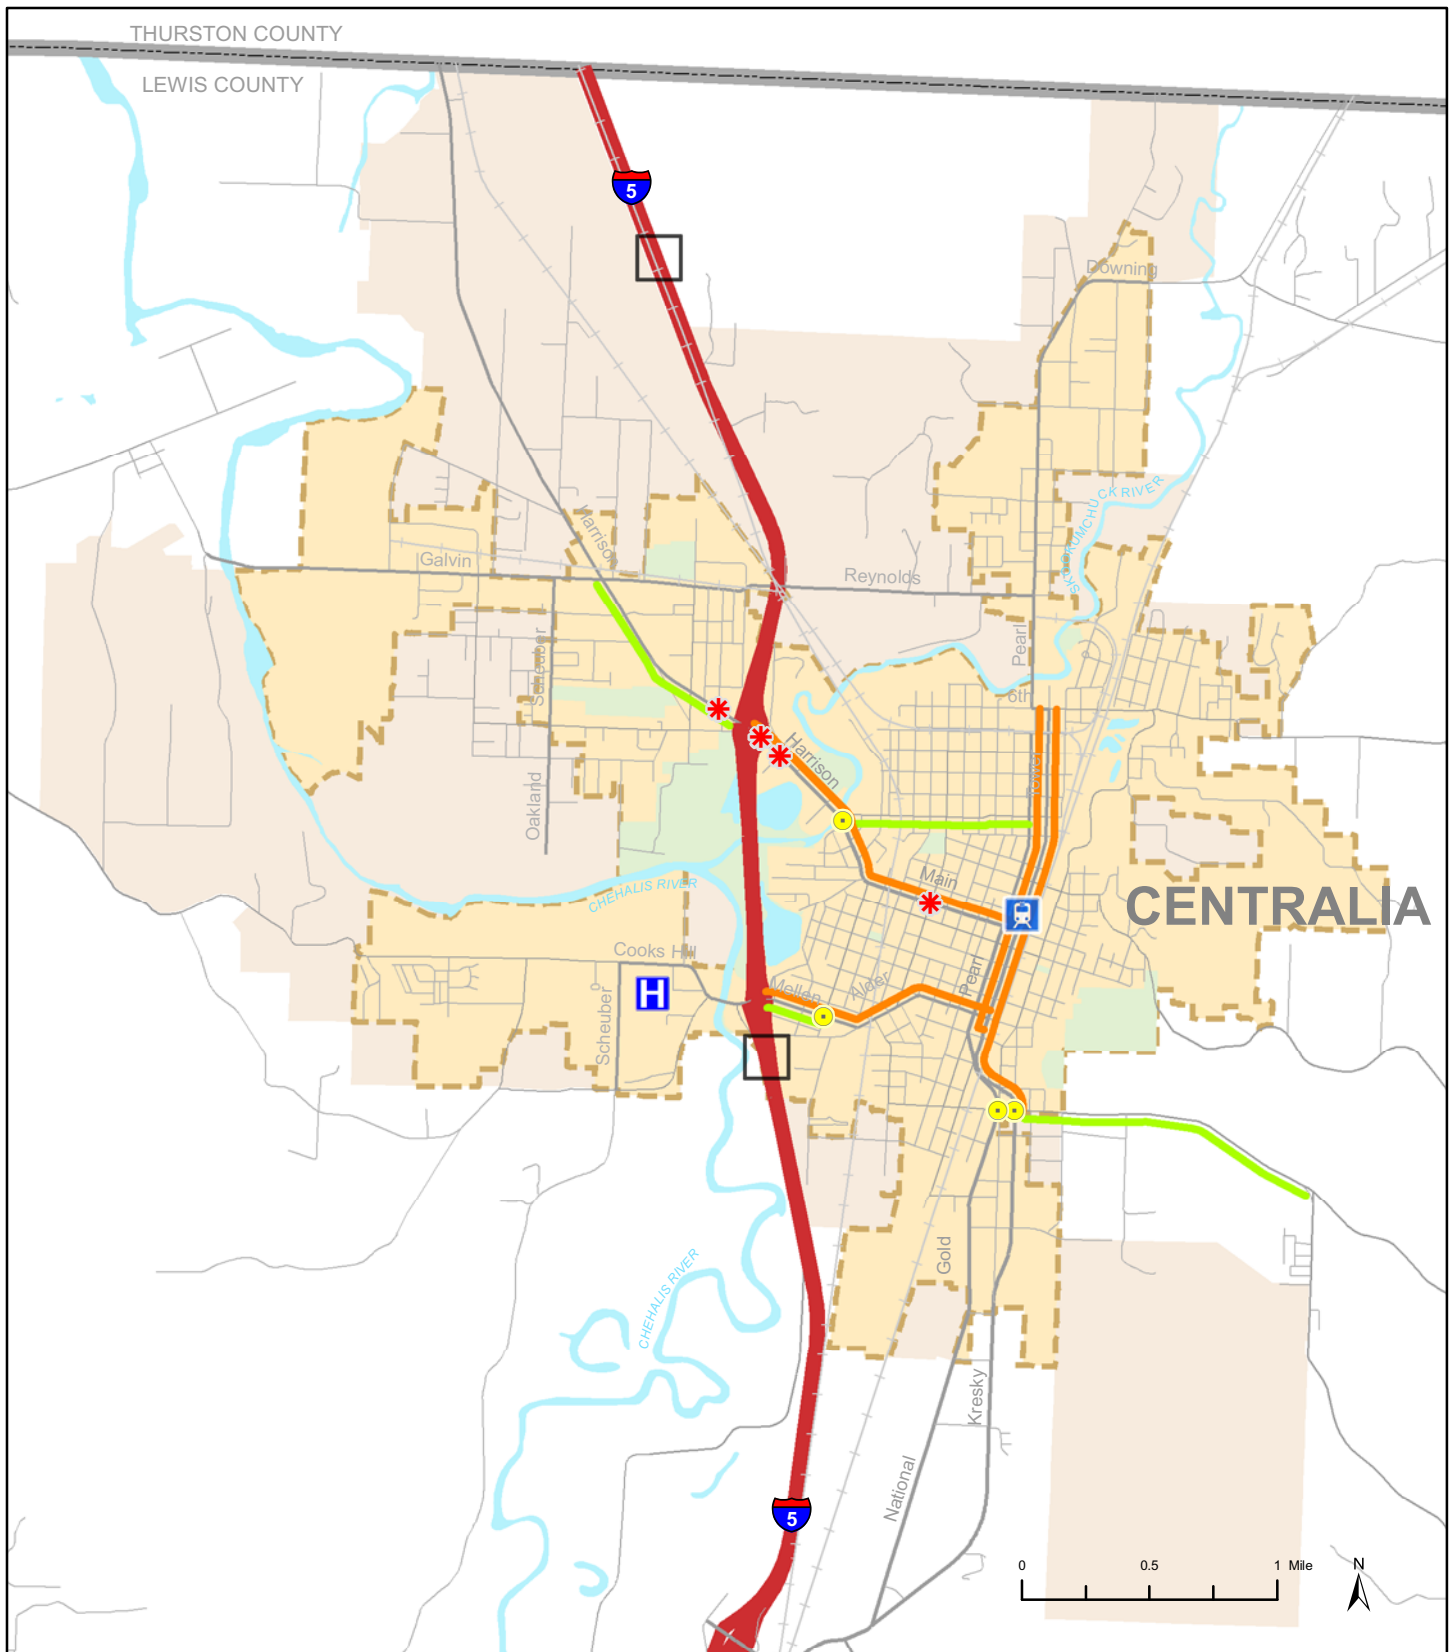 THURSTON COUNTY
LEWIS COUNTY
5
Downing
SKOOKUMCHUCK RIVER
Harrison
Galvin
Reynolds
Scheuber
Pearl
6th
Harrison
Tower
Oakland
Main
CHEHALIS RIVER
CENTRALIA
Cooks Hill
H
Mellen
Alder
Pearl
Scheuber
Gold
CHEHALIS RIVER
Kresky
National
5
0 0.5 1 Mile
N